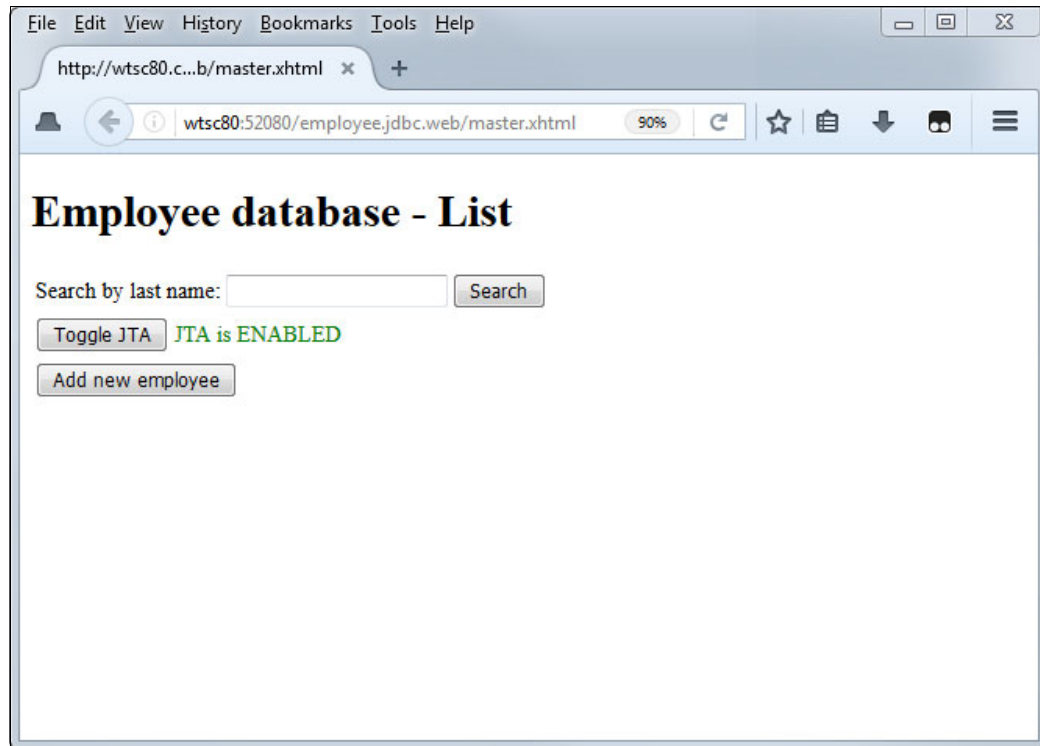 File Edit View History Bookmarks Tools Help
http://wtsc80.c...b/master.xhtml
wtsc80:52080/employee.jdbc.web/master.xhtml 90%
Employee database - List
Search by last name: Search
Toggle JTA JTA is ENABLED
Add new employee